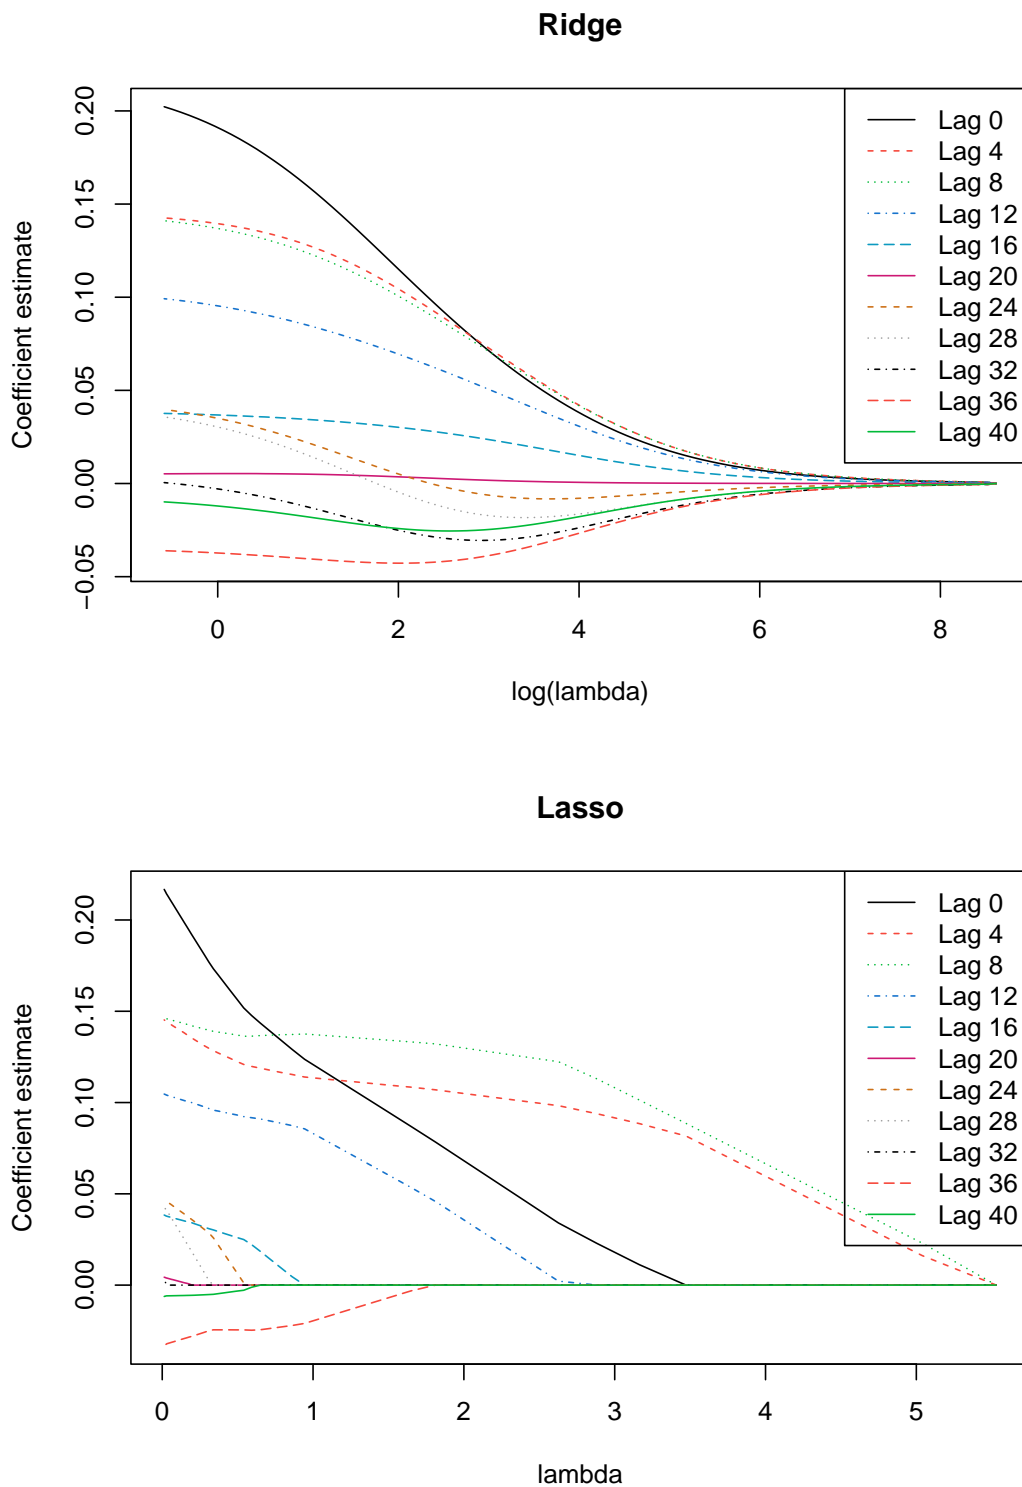 Ridge
Coefficient estimate
0.20
0.15
0.10
0.05
0.00
−0.05
0 2 4 6 8
log(lambda)
Lag 0
Lag 4
Lag 8
Lag 12
Lag 16
Lag 20
Lag 24
Lag 28
Lag 32
Lag 36
Lag 40
Lasso
Coefficient estimate
0.20
0.15
0.10
0.05
0.00
0 1 2 3 4 5
lambda
Lag 0
Lag 4
Lag 8
Lag 12
Lag 16
Lag 20
Lag 24
Lag 28
Lag 32
Lag 36
Lag 40